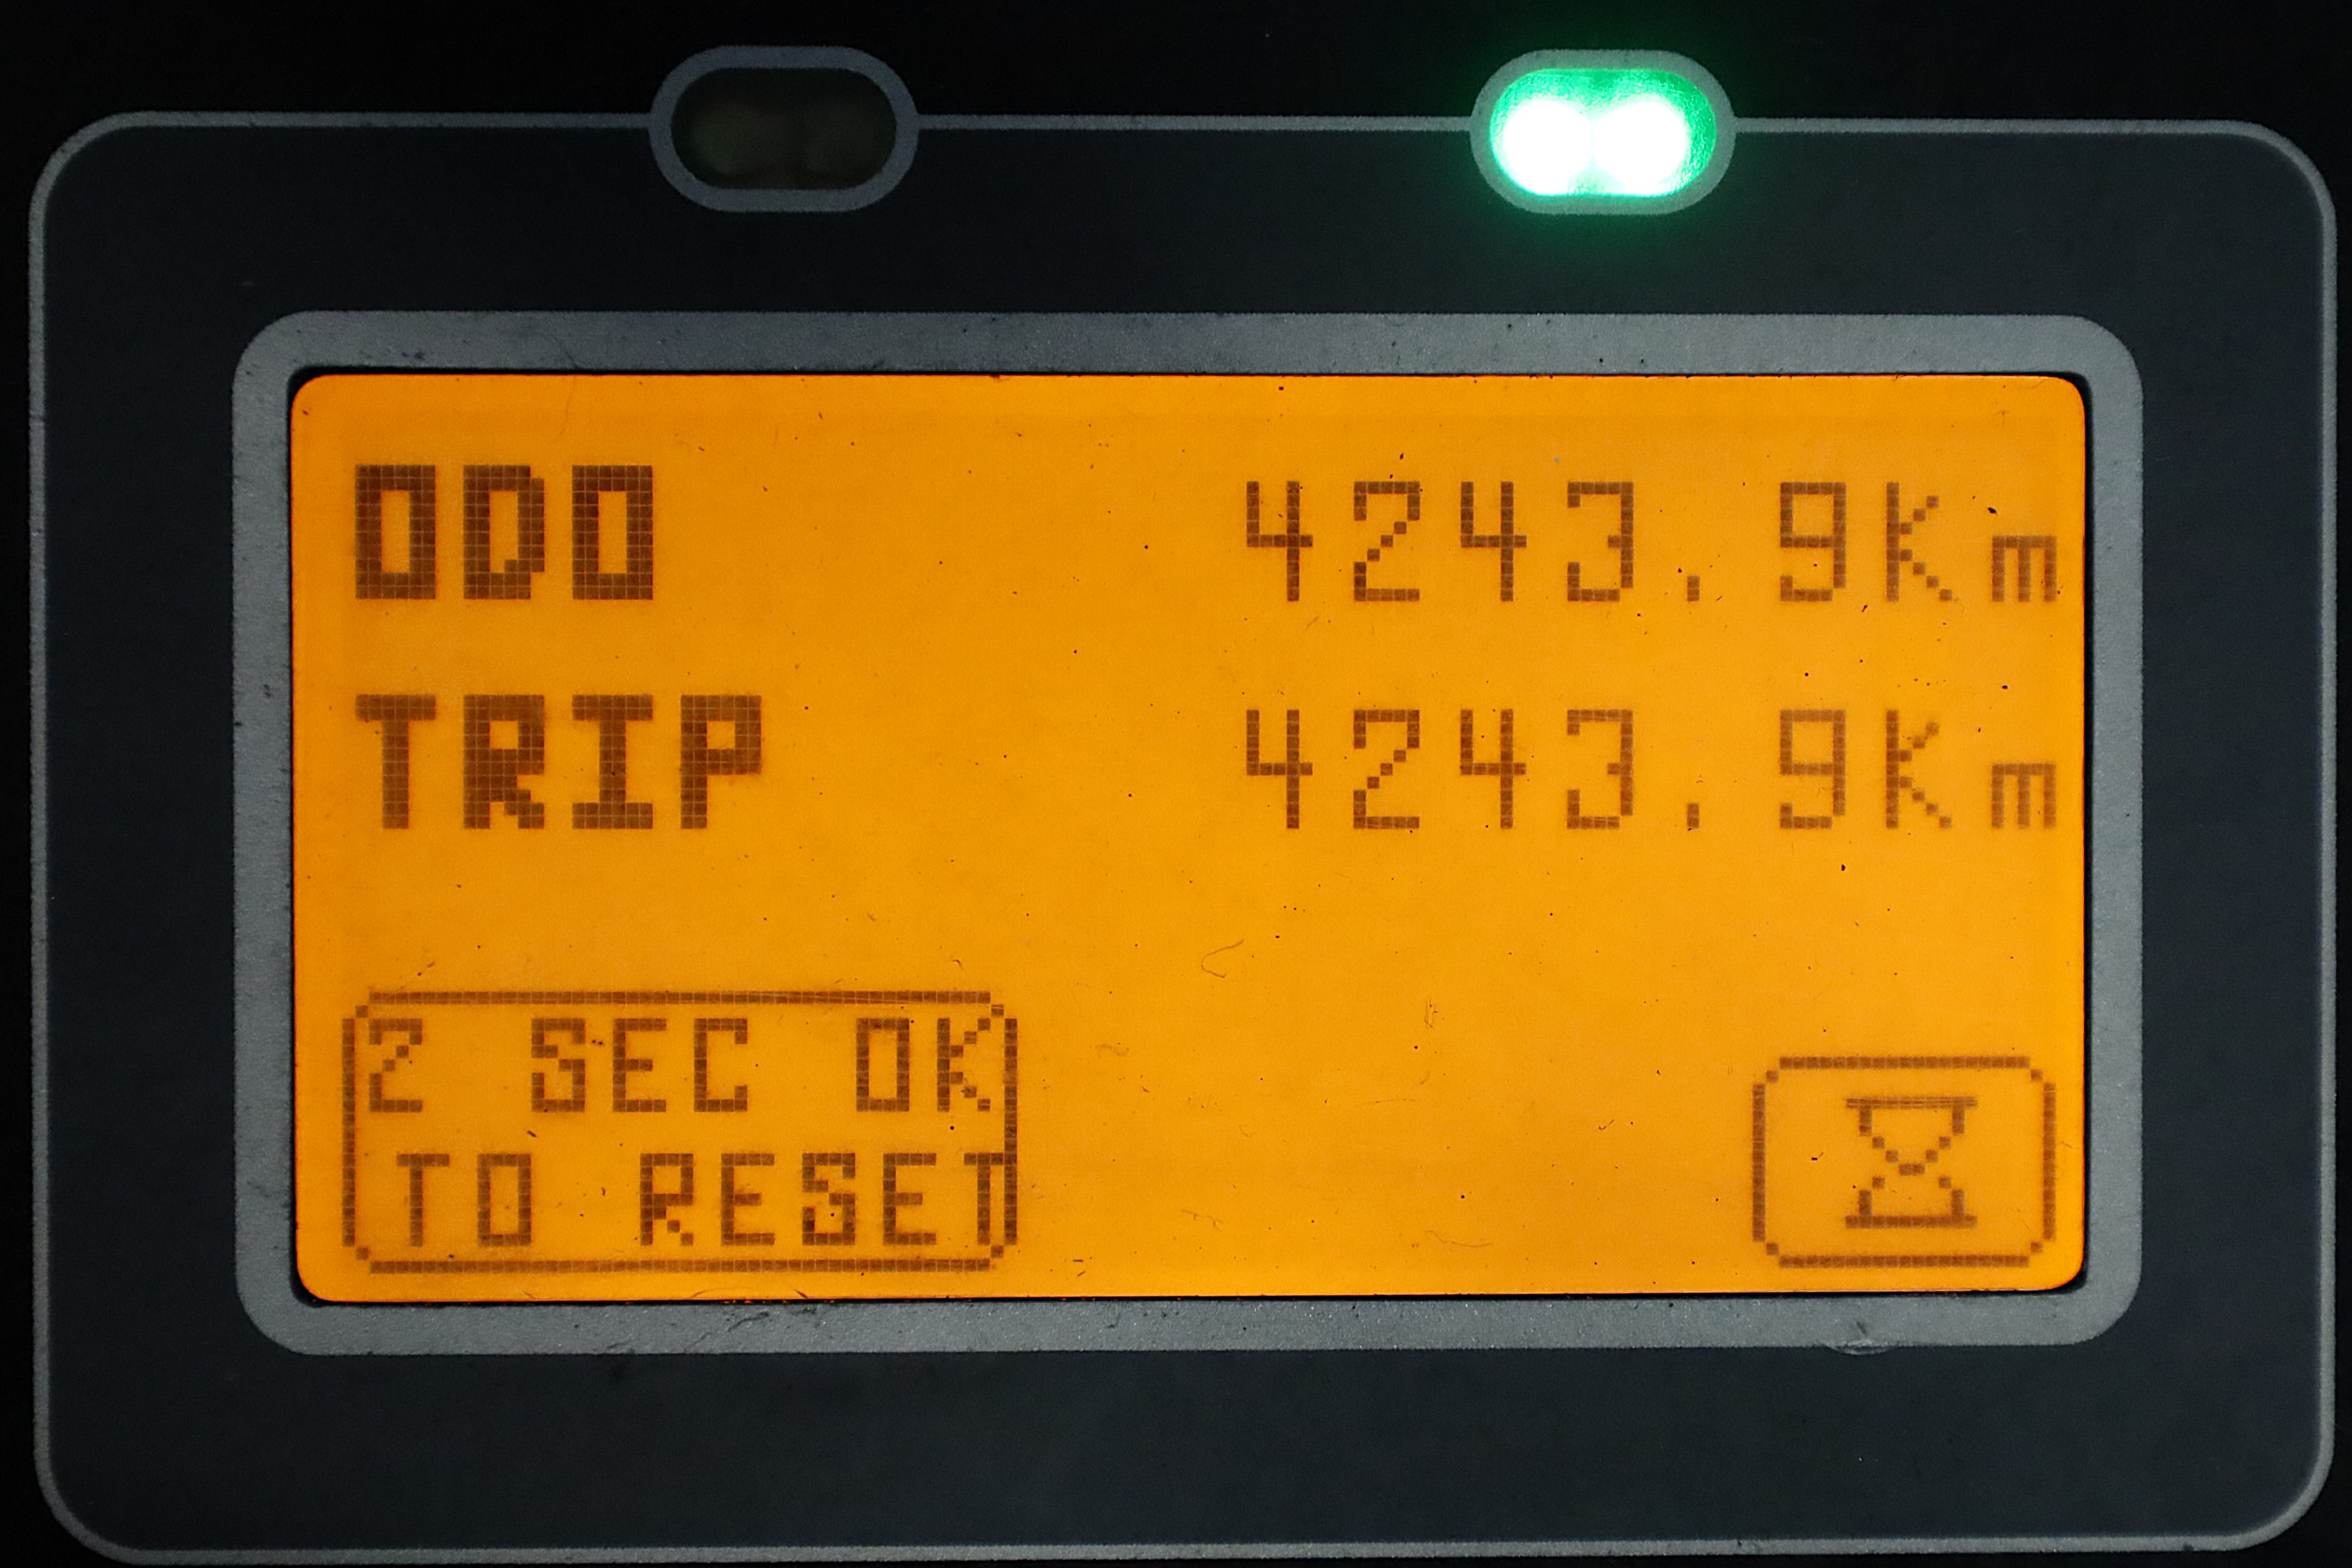 ODO 4243.9Km
TRIP 4243.9Km
2 SEC OK
TO RESET